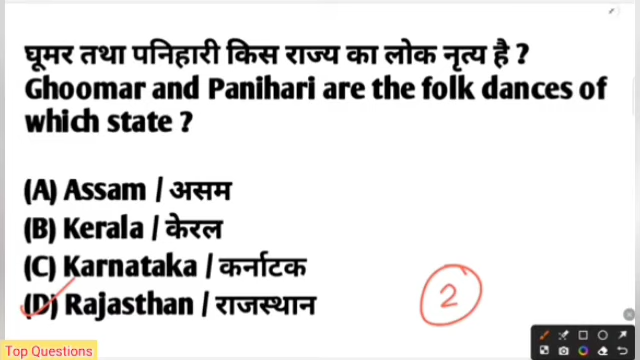 घूमर तथा पनिहारी किस राज्य का लोक नृत्य है ?
Ghoomar and Panihari are the folk dances of
which state ?
(A) Assam / असम
(B) Kerala / केरल
(C) Karnataka / कर्नाटक
(D) Rajasthan / राजस्थान
2
Top Questions